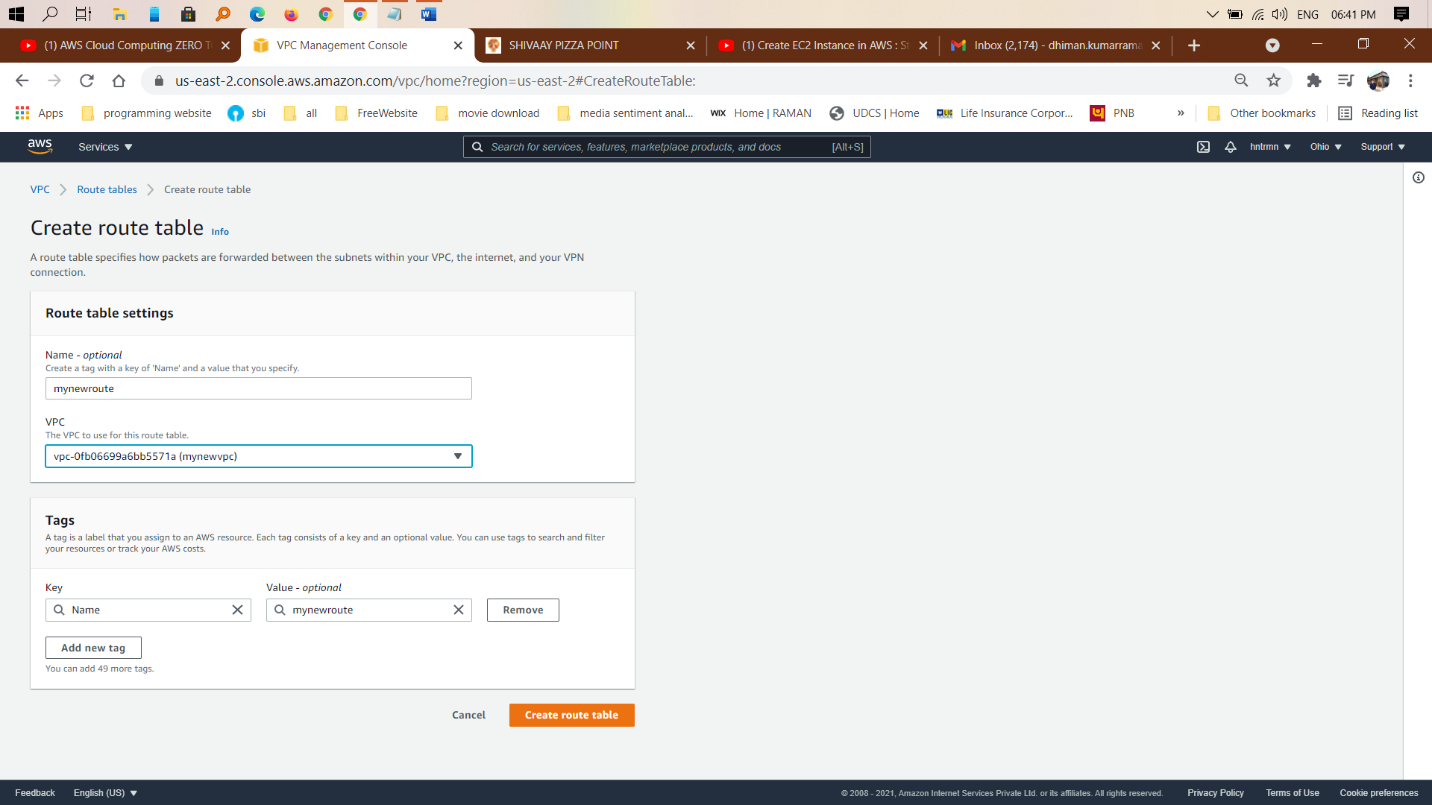 ENG 06:41 PM
(1) AWS Cloud Computing ZERO T
VPC Management Console
SHIVAAY PIZZA POINT
(1) Create EC2 Instance in AWS : St
Inbox (2,174) - dhiman.kumarrama
us-east-2.console.aws.amazon.com/vpc/home?region=us-east-2#CreateRouteTable:
Apps programming website sbi all FreeWebsite movie download media sentiment anal... WIX Home | RAMAN UDCS | Home LIC Life Insurance Corpor... PNB » Other bookmarks Reading list
aws Services Search for services, features, marketplace products, and docs [Alt+S] hntrmn Ohio Support
VPC Route tables Create route table
Create route table Info
A route table specifies how packets are forwarded between the subnets within your VPC, the internet, and your VPN
connection.
Route table settings
Name - optional
Create a tag with a key of 'Name' and a value that you specify.
mynewroute
VPC
The VPC to use for this route table.
vpc-0fb06699a6bb5571a (mynewvpc)
Tags
A tag is a label that you assign to an AWS resource. Each tag consists of a key and an optional value. You can use tags to search and filter
your resources or track your AWS costs.
Key Value - optional
Name mynewroute Remove
Add new tag
You can add 49 more tags.
Cancel Create route table
Feedback English (US) © 2008 - 2021, Amazon Internet Services Private Ltd. or its affiliates. All rights reserved. Privacy Policy Terms of Use Cookie preferences